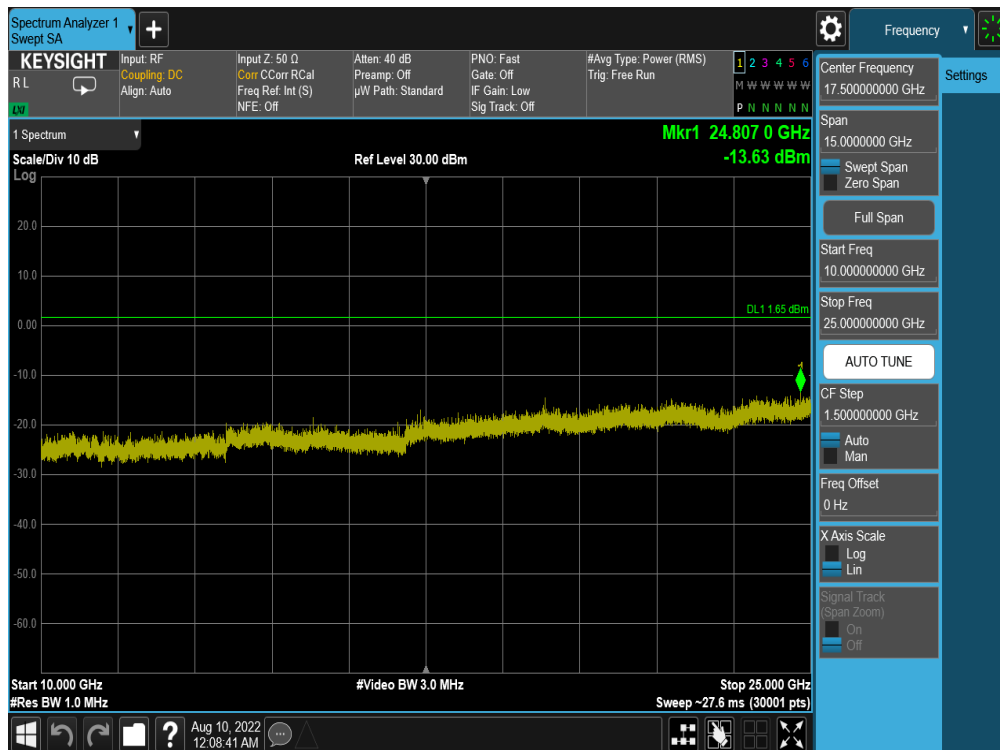 Spectrum Analyzer 1
Swept SA
Frequency
KEYSIGHT
R L
LXI
Input: RF
Coupling: DC
Align: Auto
Input Z: 50 Ω
Corr CCorr RCal
Freq Ref: Int (S)
NFE: Off
Atten: 40 dB
Preamp: Off
µW Path: Standard
PNO: Fast
Gate: Off
IF Gain: Low
Sig Track: Off
#Avg Type: Power (RMS)
Trig: Free Run
1 2 3 4 5 6
M W W W W W
P N N N N N
1 Spectrum
Mkr1 24.807 0 GHz
-13.63 dBm
Scale/Div 10 dB
Ref Level 30.00 dBm
Log
20.0
10.0
0.00
-10.0
-20.0
-30.0
-40.0
-50.0
-60.0
DL1 1.65 dBm
1
Start 10.000 GHz
#Video BW 3.0 MHz
Stop 25.000 GHz
#Res BW 1.0 MHz
Sweep ~27.6 ms (30001 pts)
Aug 10, 2022
12:08:41 AM
Center Frequency
17.500000000 GHz
Settings
Span
15.0000000 GHz
Swept Span
Zero Span
Full Span
Start Freq
10.000000000 GHz
Stop Freq
25.000000000 GHz
AUTO TUNE
CF Step
1.500000000 GHz
Auto
Man
Freq Offset
0 Hz
X Axis Scale
Log
Lin
Signal Track
(Span Zoom)
On
Off